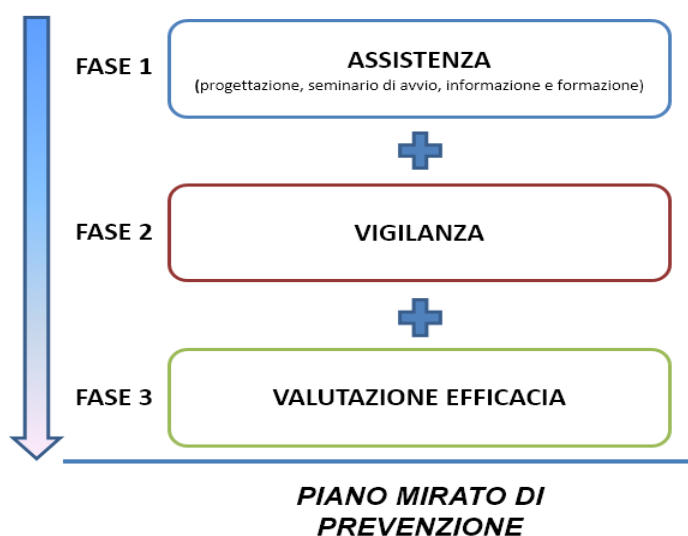 FASE 1
ASSISTENZA
(progettazione, seminario di avvio, informazione e formazione)
FASE 2
VIGILANZA
FASE 3
VALUTAZIONE EFFICACIA
PIANO MIRATO DI
PREVENZIONE